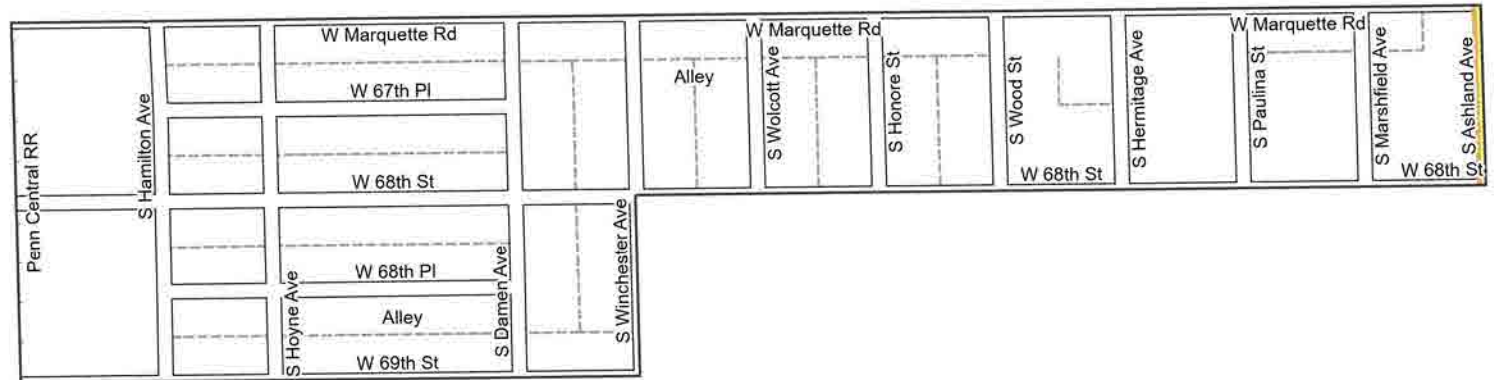 W Marquette Rd
W Marquette Rd
W Marquette Rd
Alley
W 67th Pl
Penn Central RR
S Hamilton Ave
S Wolcott Ave
S Honore St
S Wood St
S Hermitage Ave
S Paulina St
S Marshfield Ave
S Ashland Ave
W 68th St
W 68th St
W 68th St
W 68th Pl
S Hoyne Ave
S Damen Ave
S Winchester Ave
Alley
W 69th St